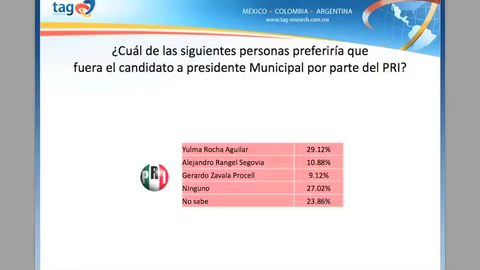 tag
MÉXICO - COLOMBIA - ARGENTINA
www.tag-research.com.mx
¿Cuál de las siguientes personas preferiría que
fuera el candidato a presidente Municipal por parte del PRI?
Yulma Rocha Aguilar 29.12%
Alejandro Rangel Segovia 10.88%
Gerardo Zavala Procell 9.12%
PRI
Ninguno 27.02%
No sabe 23.86%